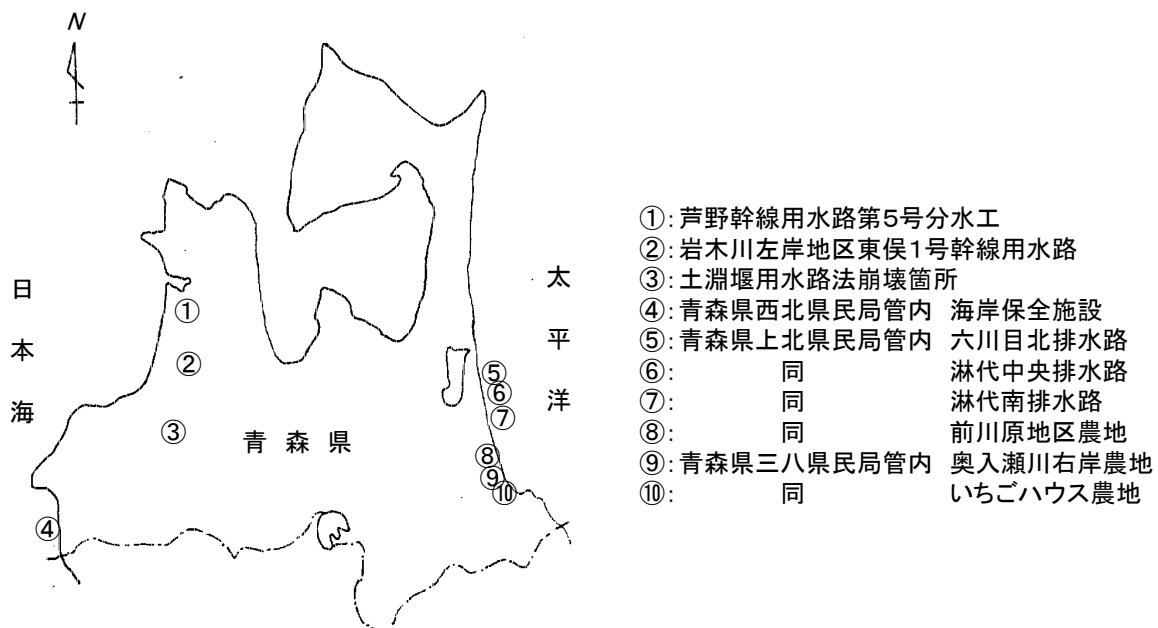 N
日本海
太平洋
青森県
①
②
③
④
⑤
⑥
⑦
⑧
⑨
⑩
①:芦野幹線用水路第5号分水工
②:岩木川左岸地区東俣1号幹線用水路
③:土淵堰用水路法崩壊箇所
④:青森県西北県民局管内 海岸保全施設
⑤:青森県上北県民局管内 六川目北排水路
⑥: 同 淋代中央排水路
⑦: 同 淋代南排水路
⑧: 同 前川原地区農地
⑨:青森県三八県民局管内 奥入瀬川右岸農地
⑩: 同 いちごハウス農地